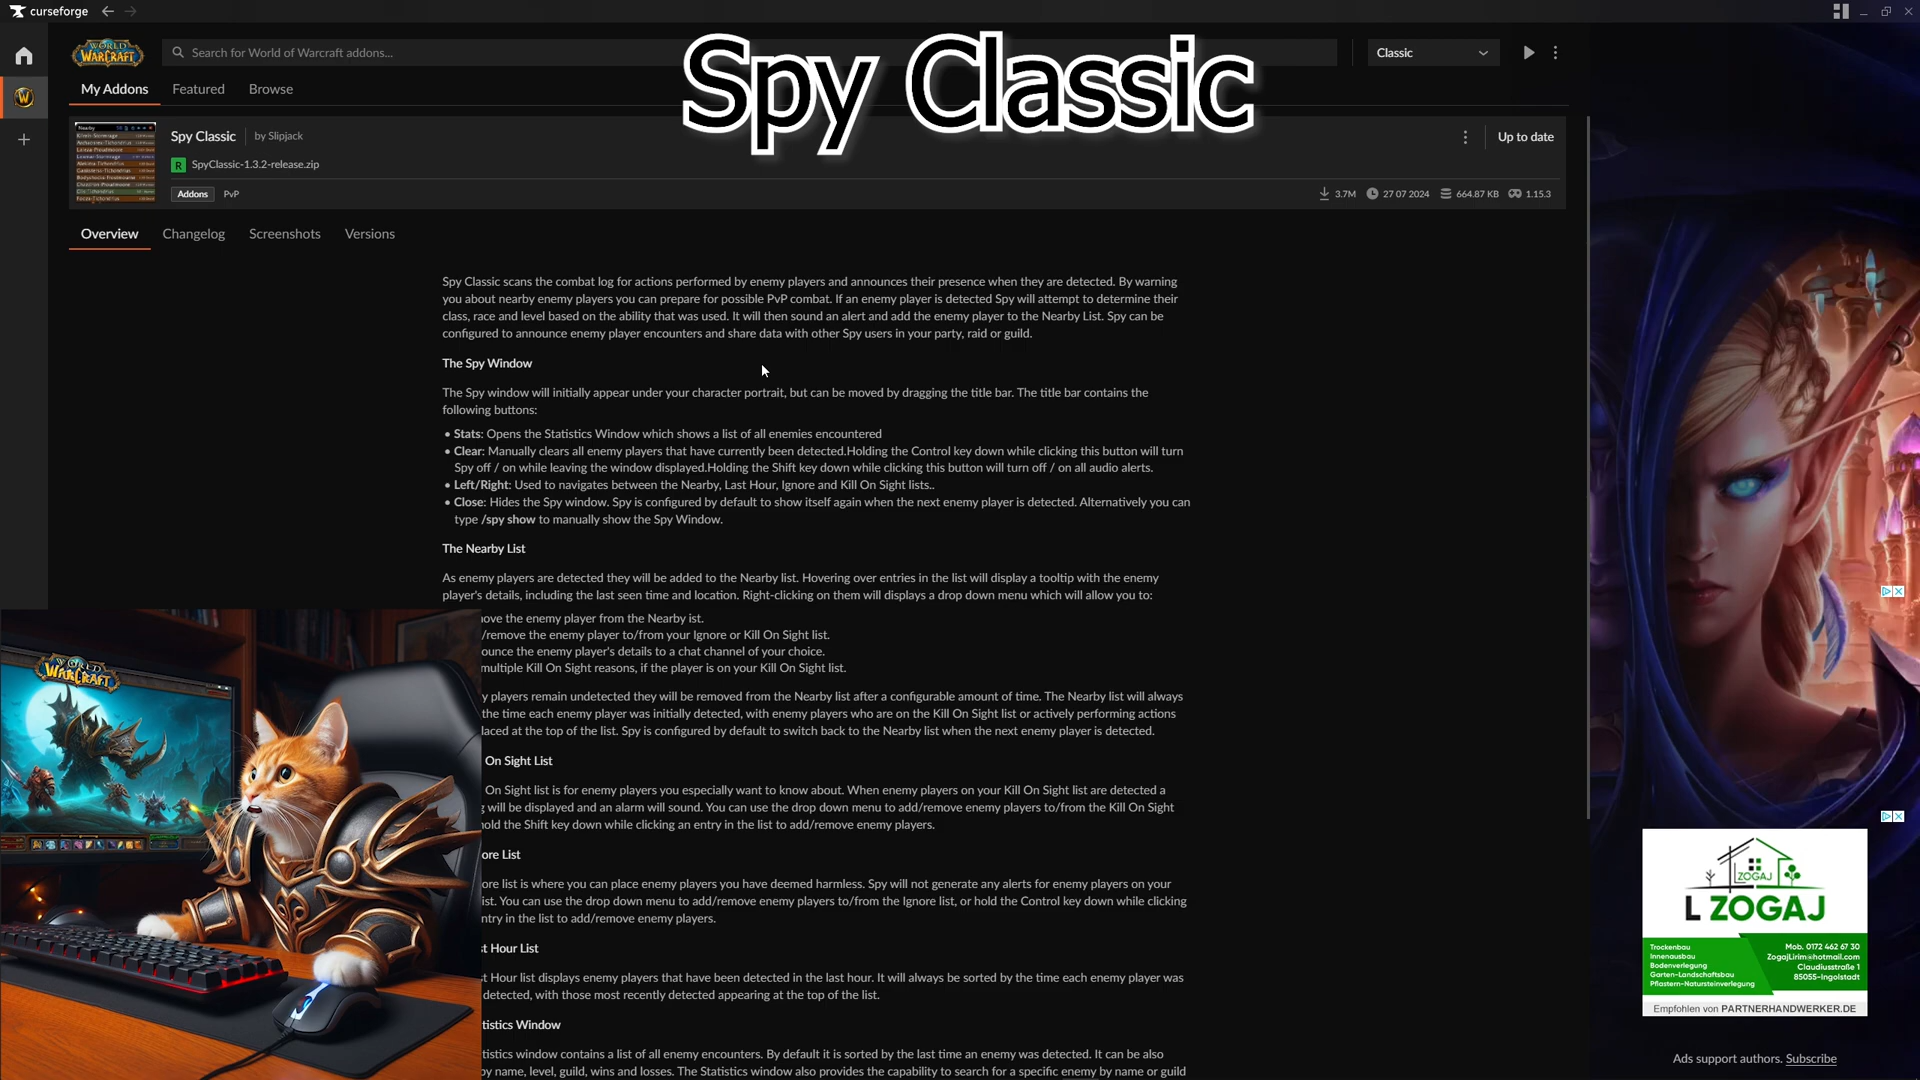 curseforge
WORLD
WARCRAFT
Search for World of Warcraft addons...
Classic
Spy Classic
My Addons
Featured
Browse
Nearby
Spy Classic
by Slipjack
Up to date
R SpyClassic-1.3.2-release.zip
Addons
PvP
3.7M
27 07 2024
664.87 KB
1.15.3
Overview
Changelog
Screenshots
Versions
Spy Classic scans the combat log for actions performed by enemy players and announces their presence when they are detected. By warning
you about nearby enemy players you can prepare for possible PvP combat. If an enemy player is detected Spy will attempt to determine their
class, race and level based on the ability that was used. It will then sound an alert and add the enemy player to the Nearby List. Spy can be
configured to announce enemy player encounters and share data with other Spy users in your party, raid or guild.
The Spy Window
The Spy window will initially appear under your character portrait, but can be moved by dragging the title bar. The title bar contains the
following buttons:
• Stats: Opens the Statistics Window which shows a list of all enemies encountered
• Clear: Manually clears all enemy players that have currently been detected.Holding the Control key down while clicking this button will turn
Spy off / on while leaving the window displayed.Holding the Shift key down while clicking this button will turn off / on all audio alerts.
• Left/Right: Used to navigates between the Nearby, Last Hour, Ignore and Kill On Sight lists..
• Close: Hides the Spy window. Spy is configured by default to show itself again when the next enemy player is detected. Alternatively you can
type /spy show to manually show the Spy Window.
The Nearby List
As enemy players are detected they will be added to the Nearby list. Hovering over entries in the list will display a tooltip with the enemy
player's details, including the last seen time and location. Right-clicking on them will displays a drop down menu which will allow you to:
ove the enemy player from the Nearby ist.
/remove the enemy player to/from your Ignore or Kill On Sight list.
ounce the enemy player's details to a chat channel of your choice.
multiple Kill On Sight reasons, if the player is on your Kill On Sight list.
y players remain undetected they will be removed from the Nearby list after a configurable amount of time. The Nearby list will always
the time each enemy player was initially detected, with enemy players who are on the Kill On Sight list or actively performing actions
laced at the top of the list. Spy is configured by default to switch back to the Nearby list when the next enemy player is detected.
On Sight List
On Sight list is for enemy players you especially want to know about. When enemy players on your Kill On Sight list are detected a
g will be displayed and an alarm will sound. You can use the drop down menu to add/remove enemy players to/from the Kill On Sight
hold the Shift key down while clicking an entry in the list to add/remove enemy players.
ore List
ore list is where you can place enemy players you have deemed harmless. Spy will not generate any alerts for enemy players on your
ist. You can use the drop down menu to add/remove enemy players to/from the Ignore list, or hold the Control key down while clicking
ntry in the list to add/remove enemy players.
st Hour List
st Hour list displays enemy players that have been detected in the last hour. It will always be sorted by the time each enemy player was
detected, with those most recently detected appearing at the top of the list.
tistics Window
tistics window contains a list of all enemy encounters. By default it is sorted by the last time an enemy was detected. It can be also
by name, level, guild, wins and losses. The Statistics window also provides the capability to search for a specific enemy by name or guild
WORLD
WARCRAFT
ZOGAJ
L ZOGAJ
Trockenbau
Innenausbau
Bodenverlegung
Garten-Landschaftsbau
Pflastern-Natursteinverlegung
Mob. 0172 462 67 30
ZogajLirim@hotmail.com
Claudiusstraße 1
85055-Ingolstadt
Empfohlen von PARTNERHANDWERKER.DE
Ads support authors. Subscribe